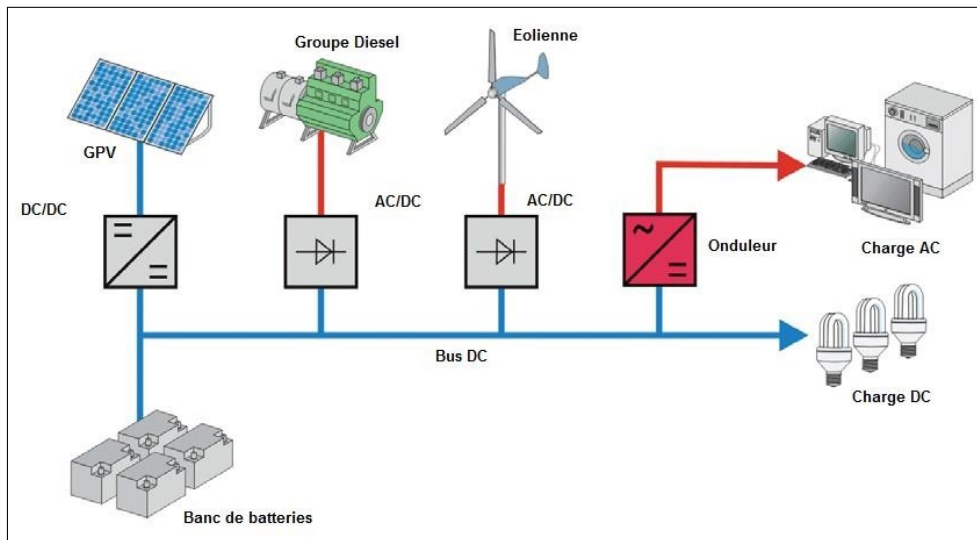 Groupe Diesel
Eolienne
GPV
DC/DC
AC/DC
AC/DC
Onduleur
Charge AC
Bus DC
Charge DC
Banc de batteries